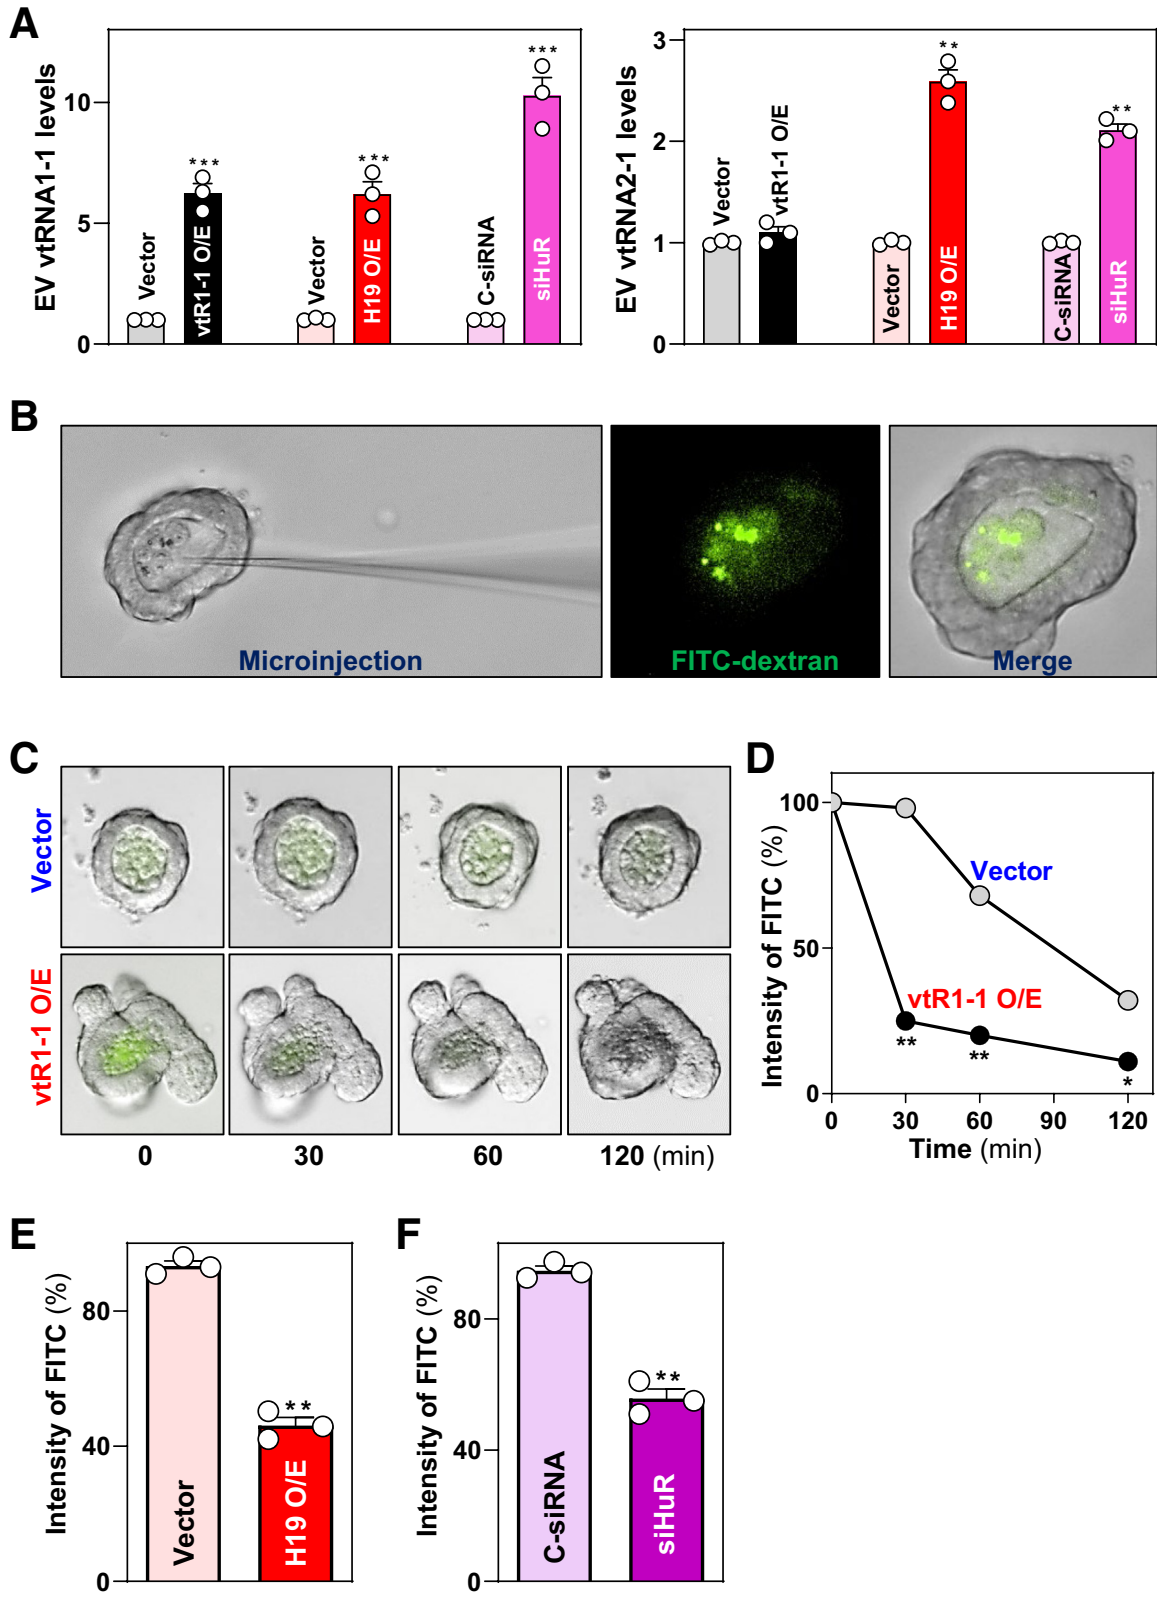 A
EV vtRNA1-1 levels
10
5
0
Vector
***
vtR1-1 O/E
Vector
***
H19 O/E
C-siRNA
***
siHuR
EV vtRNA2-1 levels
3
2
1
0
Vector
vtR1-1 O/E
Vector
**
H19 O/E
C-siRNA
**
siHuR
B
Microinjection
FITC-dextran
Merge
C
Vector
vtR1-1 O/E
0 30 60 120 (min)
D
Intensity of FITC (%)
100
50
0
Vector
vtR1-1 O/E
**
**
*
0 30 60 90 120
Time (min)
E
Intensity of FITC (%)
80
40
0
Vector
**
H19 O/E
F
Intensity of FITC (%)
80
40
0
C-siRNA
**
siHuR